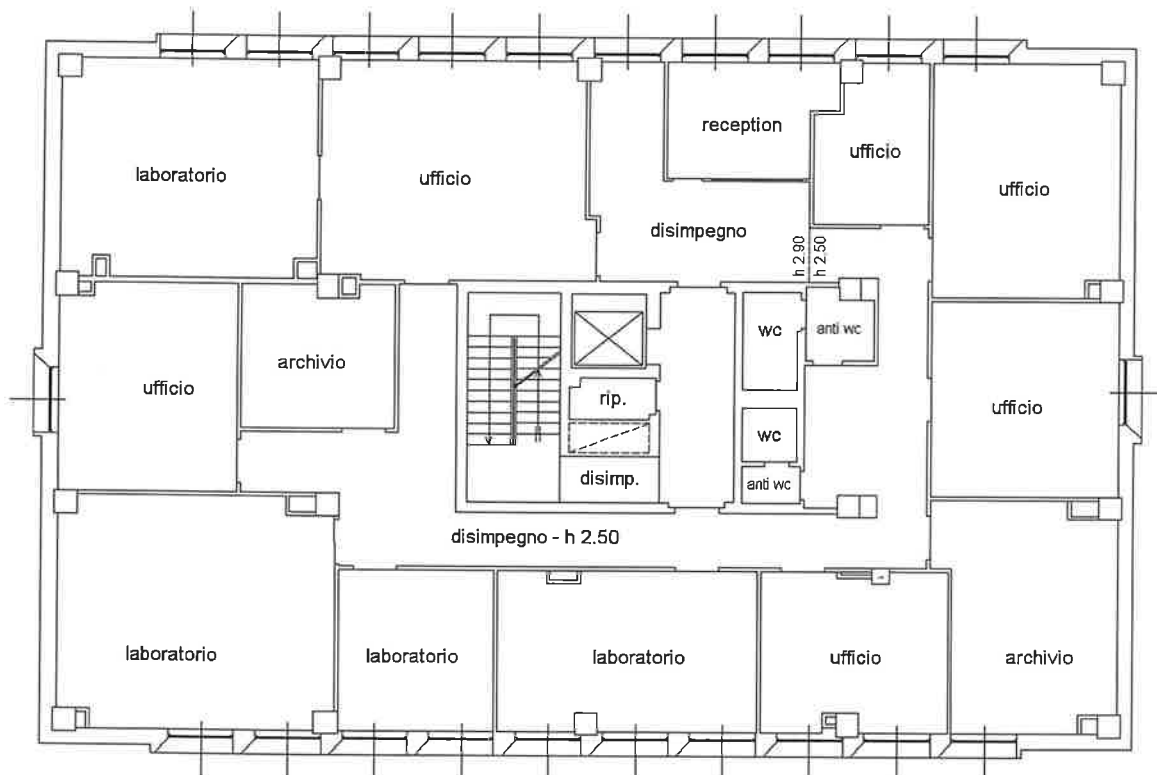 reception
ufficio
laboratorio
ufficio
ufficio
disimpegno
h 2.90
h 2.50
wc
anti wc
archivio
ufficio
rip.
ufficio
wc
disimp.
anti wc
disimpegno - h 2.50
laboratorio
laboratorio
laboratorio
ufficio
archivio